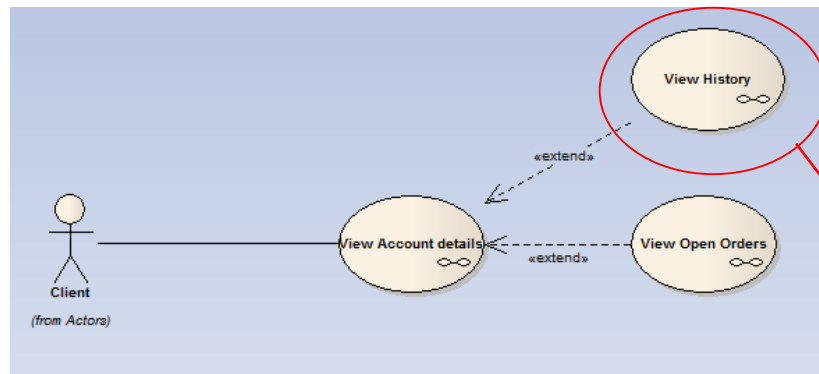 View History
«extend»
View Account details
«extend»
View Open Orders
Client
(from Actors)